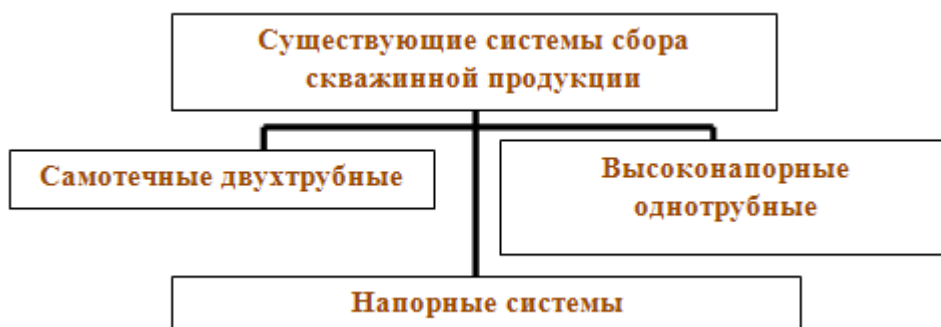 Существующие системы сбора
скважинной продукции
Самотечные двухтрубные
Высоконапорные
однотрубные
Напорные системы